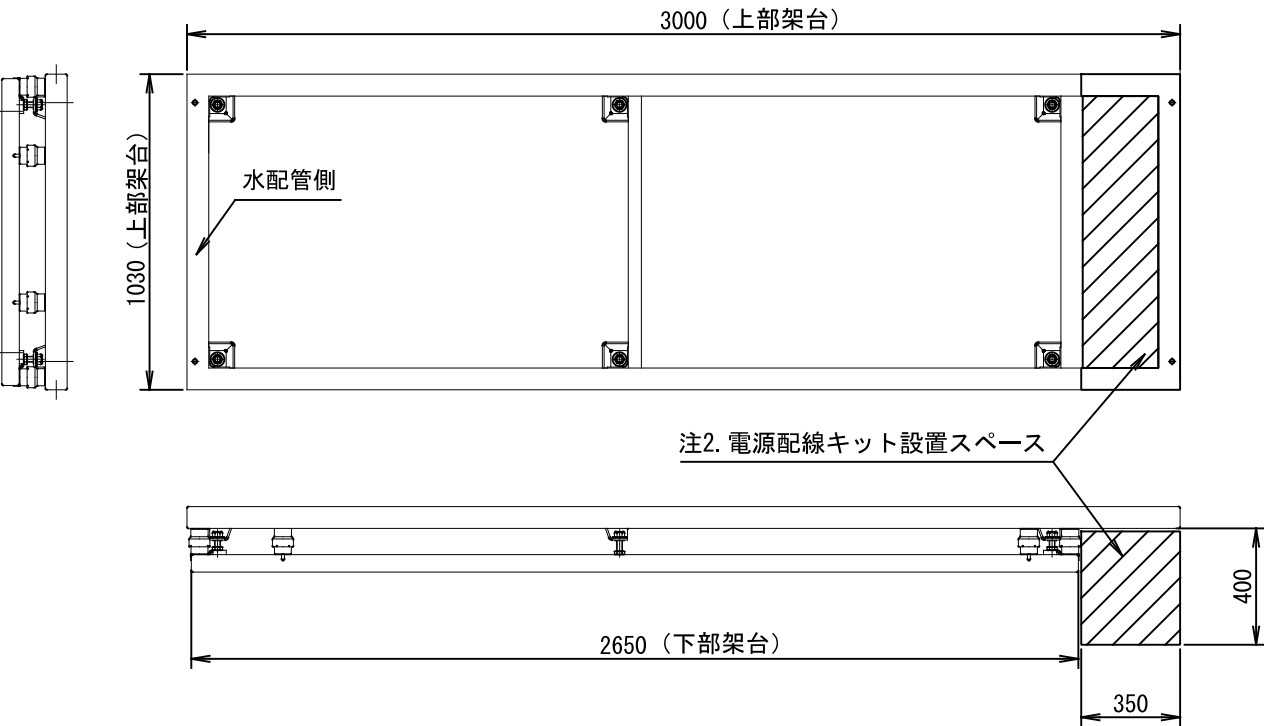 3000（上部架台）
1030（上部架台）
水配管側
注2. 電源配線キット設置スペース
400
2650（下部架台）
350